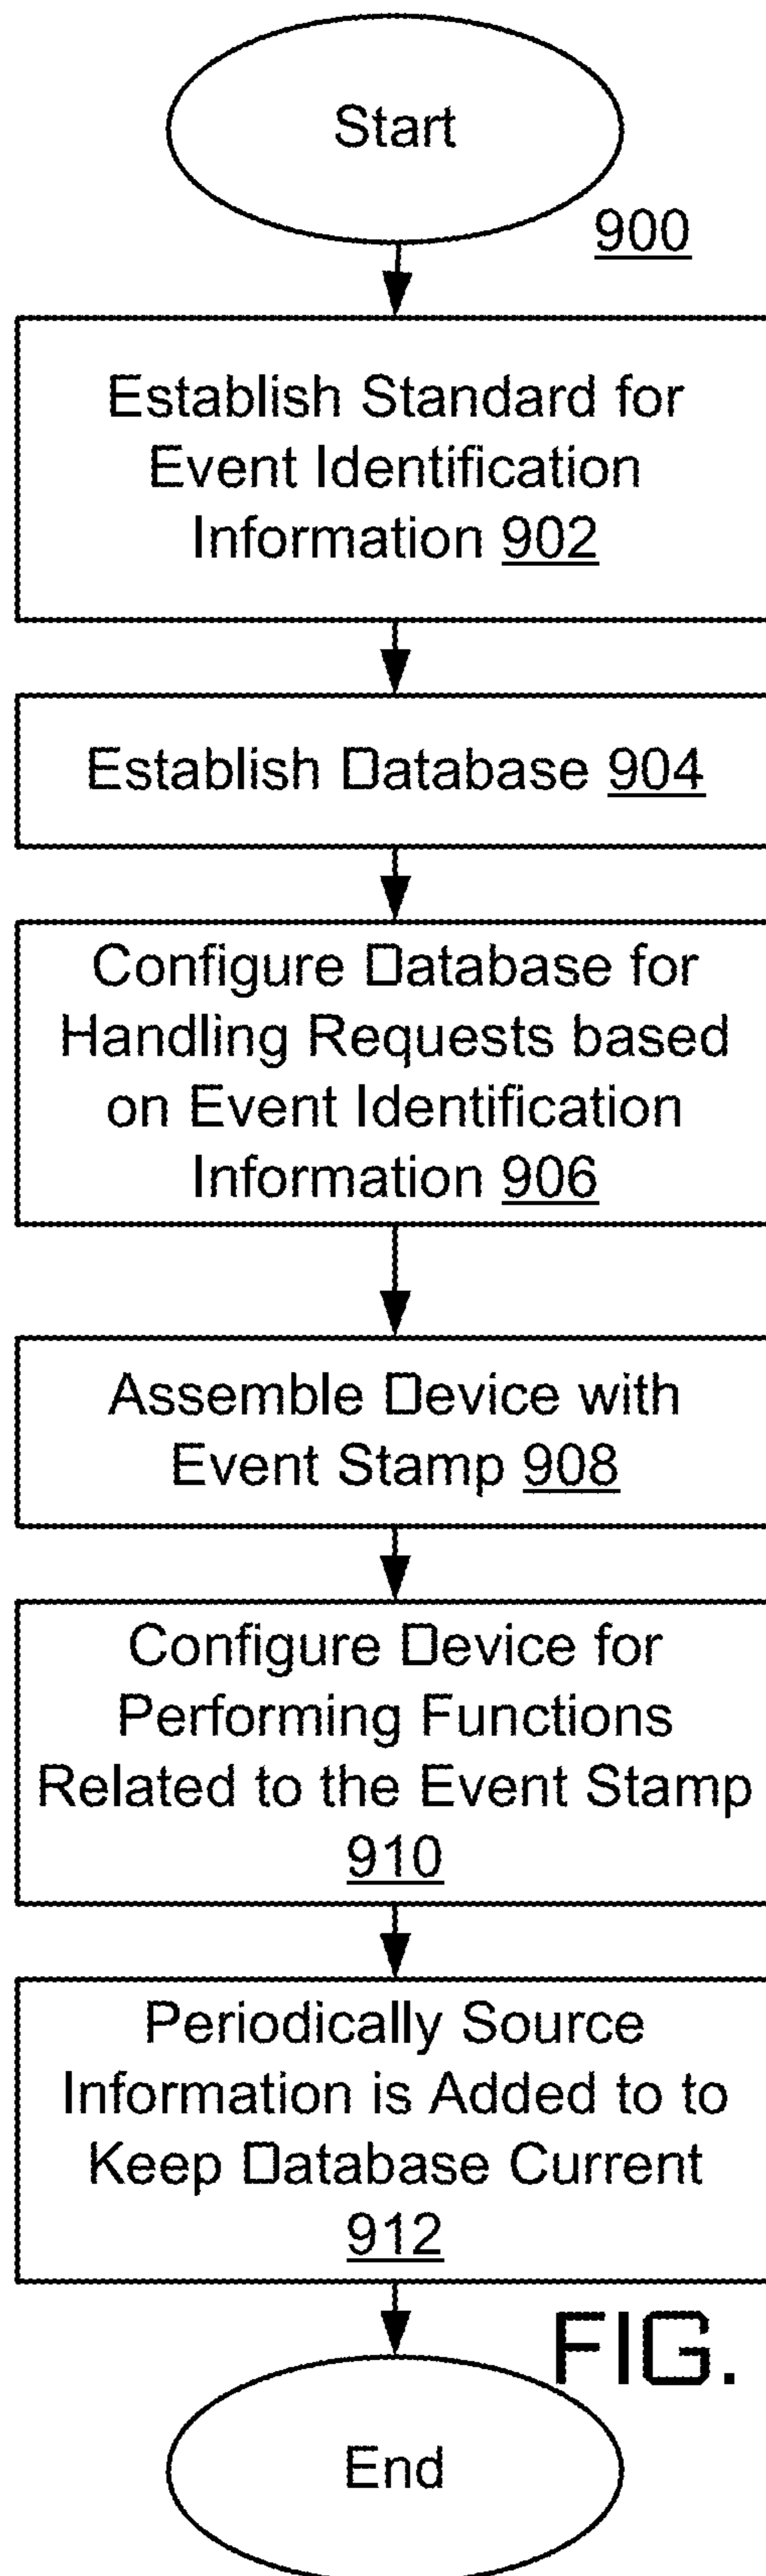 Start
900
Establish Standard for
Event Identification
Information 902
Establish Database 904
Configure Database for
Handling Requests based
on Event Identification
Information 906
Assemble Device with
Event Stamp 908
Configure Device for
Performing Functions
Related to the Event Stamp
910
Periodically Source
Information is Added to to
Keep Database Current
912
FIG.
End